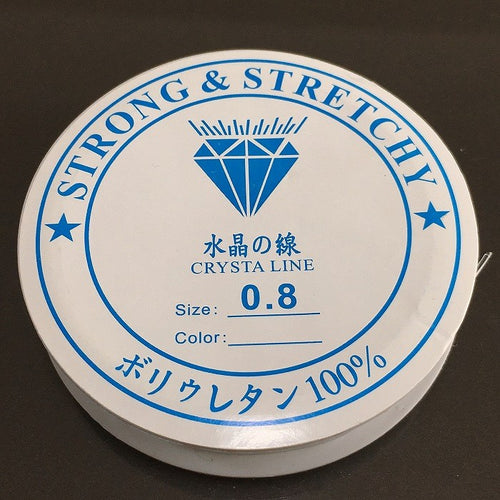 STRONG & STRETCHY
水晶の線
CRYSTA LINE
Size: 0.8
Color:
ポリウレタン100%